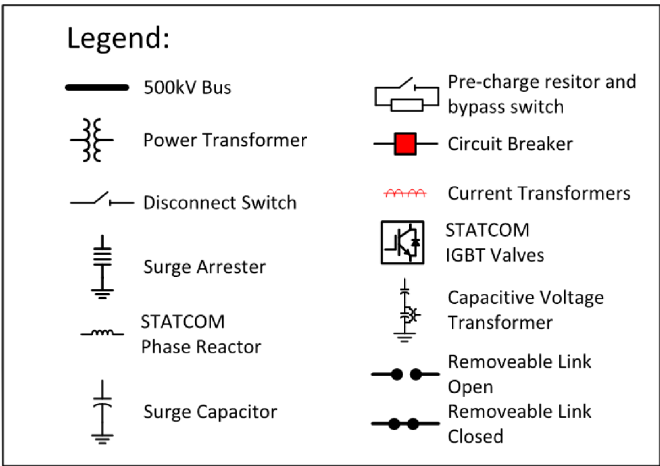 Legend:
500kV Bus
Power Transformer
Disconnect Switch
Surge Arrester
STATCOM
Phase Reactor
Surge Capacitor
Pre-charge resitor and
bypass switch
Circuit Breaker
Current Transformers
STATCOM
IGBT Valves
Capacitive Voltage
Transformer
Removeable Link
Open
Removeable Link
Closed